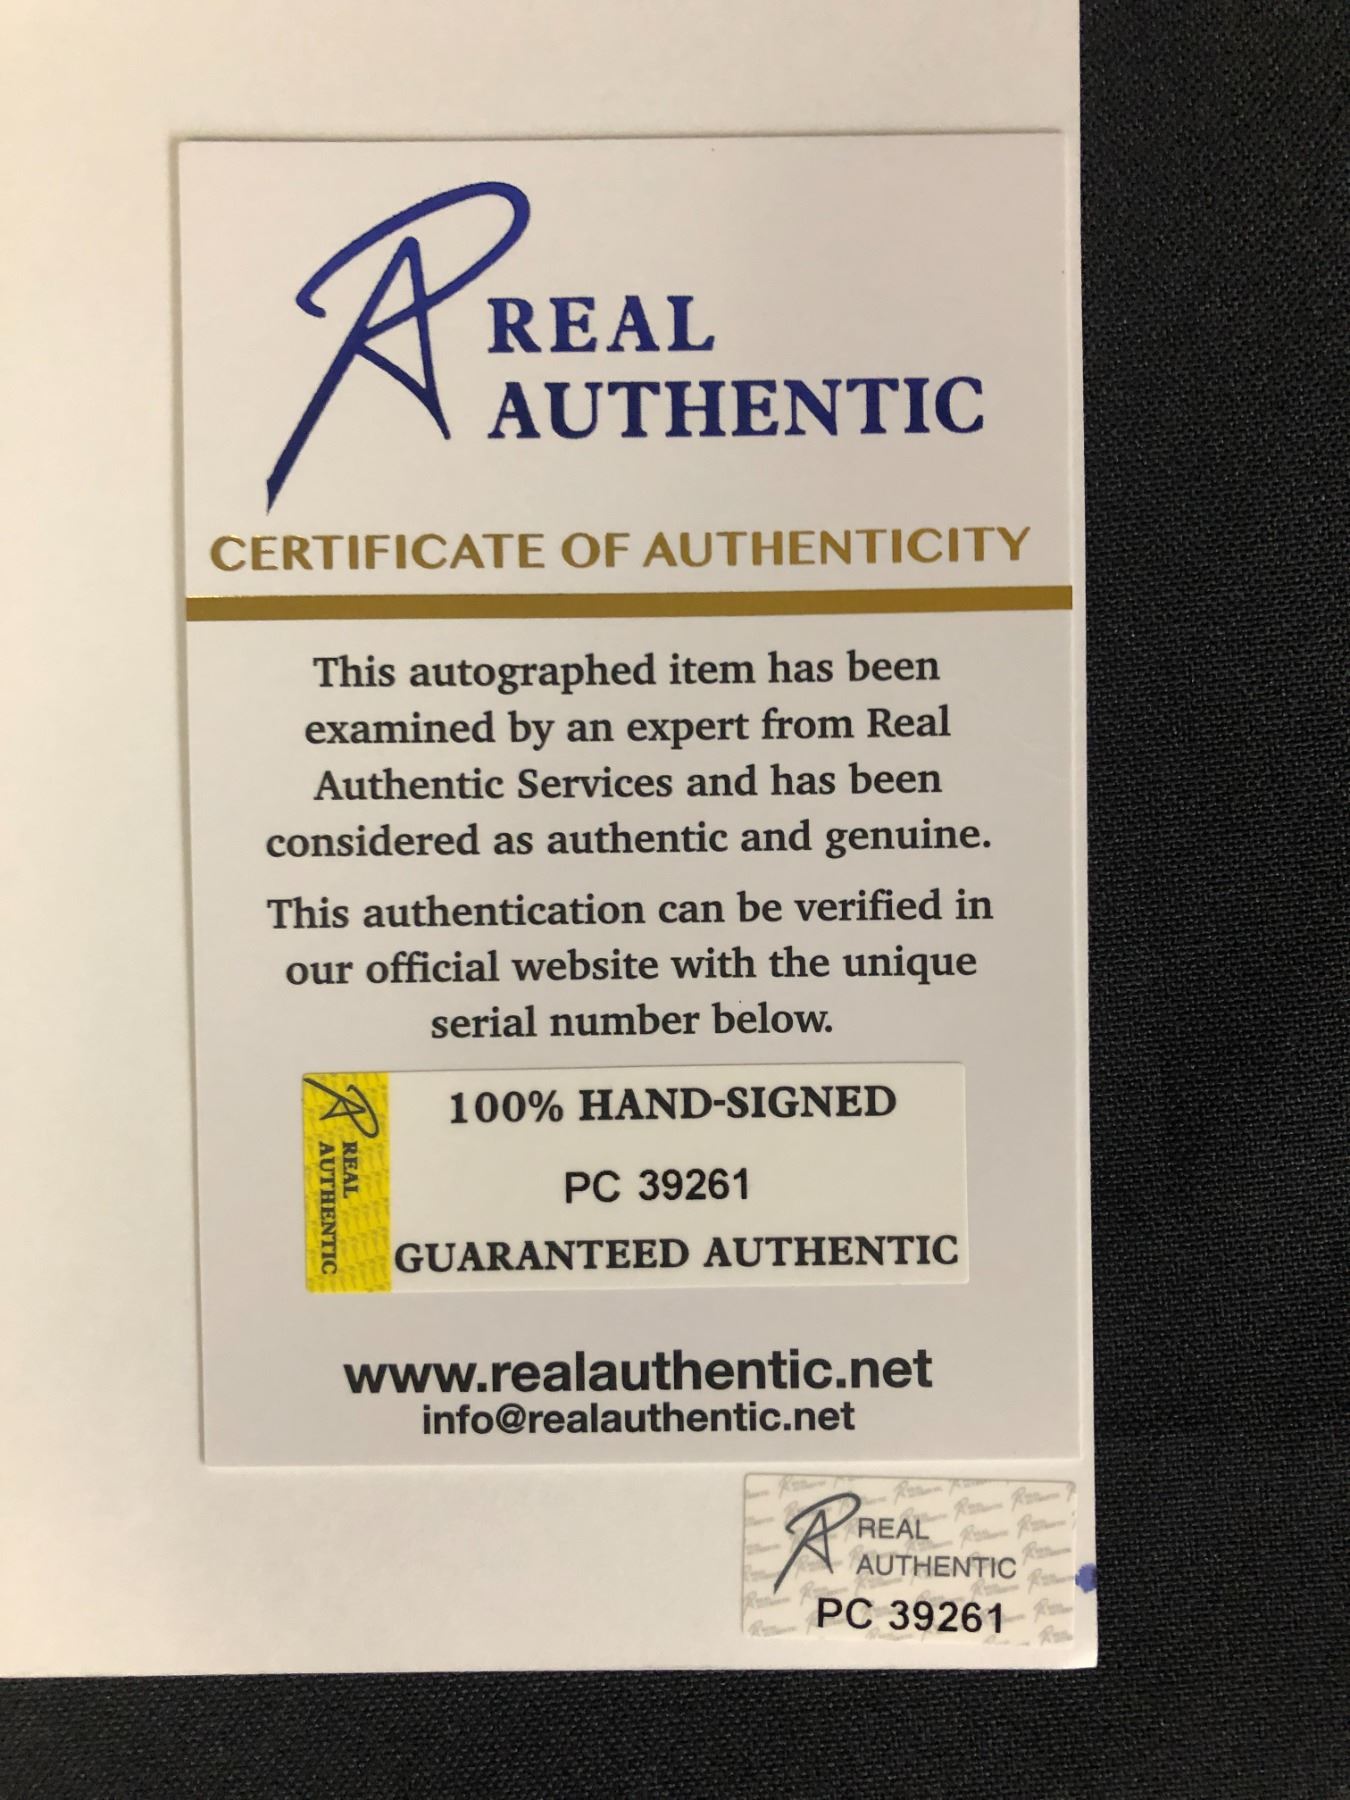 REAL
AUTHENTIC
CERTIFICATE OF AUTHENTICITY
This autographed item has been
examined by an expert from Real
Authentic Services and has been
considered as authentic and genuine.
This authentication can be verified in
our official website with the unique
serial number below.
REAL
AUTHENTIC
100% HAND-SIGNED
PC 39261
GUARANTEED AUTHENTIC
www.realauthentic.net
info@realauthentic.net
REAL
AUTHENTIC
PC 39261